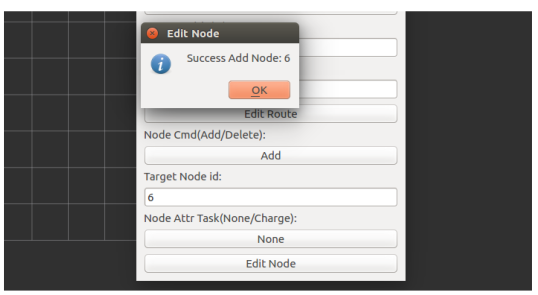 Edit Node
Success Add Node: 6
OK
Edit Route
Node Cmd(Add/Delete):
Add
Target Node id:
6
Node Attr Task(None/Charge):
None
Edit Node